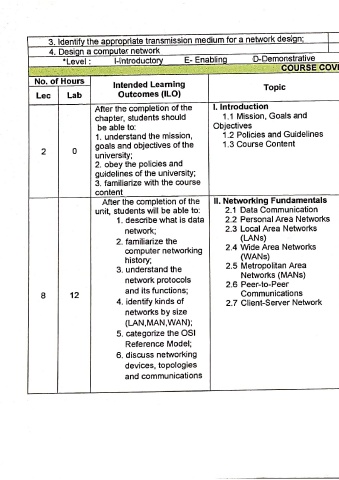 3. Identify the appropriate transmission medium for a network design;
4. Design a computer network
*Level : I-Introductory E- Enabling D-Demonstrative
COURSE COV
No. of Hours
Lec Lab
Intended Learning
Outcomes (ILO)
Topic
2
0
After the completion of the
chapter, students should
be able to:
1. understand the mission,
goals and objectives of the
university;
2. obey the policies and
guidelines of the university;
3. familiarize with the course
content
I. Introduction
1.1 Mission, Goals and
Objectives
1.2 Policies and Guidelines
1.3 Course Content
8
12
After the completion of the
unit, students will be able to:
1. describe what is data
network;
2. familiarize the
computer networking
history;
3. understand the
network protocols
and its functions;
4. identify kinds of
networks by size
(LAN,MAN,WAN);
5. categorize the OSI
Reference Model;
6. discuss networking
devices, topologies
and communications
II. Networking Fundamentals
2.1 Data Communication
2.2 Personal Area Networks
2.3 Local Area Networks
(LANs)
2.4 Wide Area Networks
(WANs)
2.5 Metropolitan Area
Networks (MANs)
2.6 Peer-to-Peer
Communications
2.7 Client-Server Network